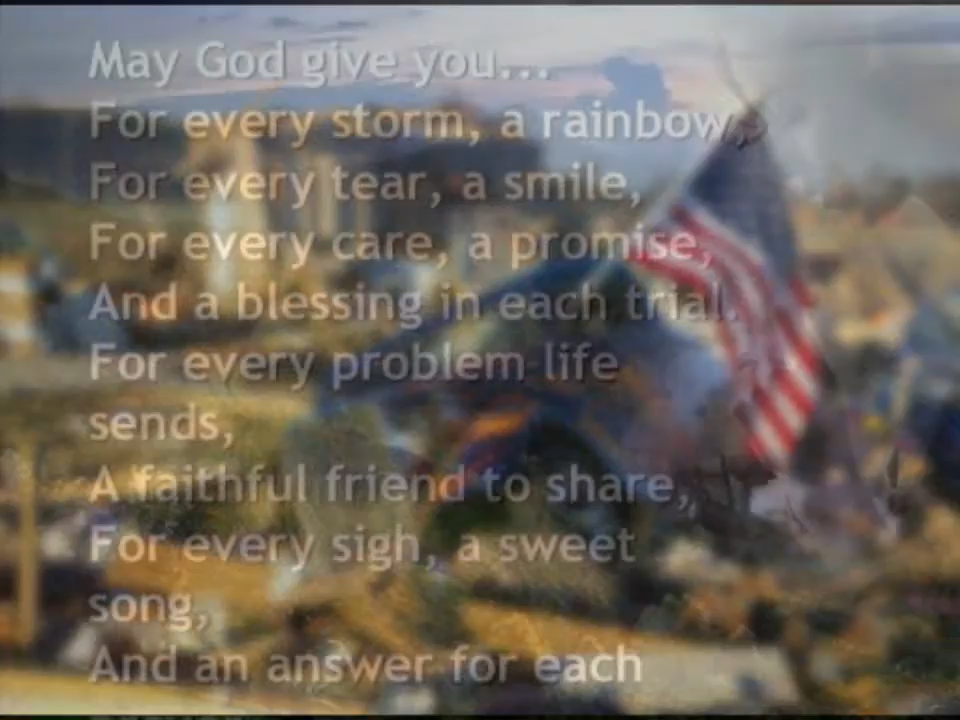 May God give you...
For every storm, a rainbow,
For every tear, a smile,
For every care, a promise,
And a blessing in each trial.
For every problem life
sends,
A faithful friend to share,
For every sigh, a sweet
song,
And an answer for each